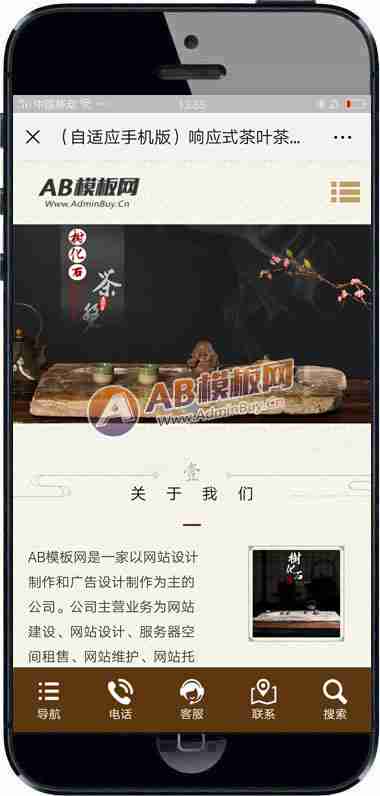 中国移动
13:55
（自适应手机版）响应式茶叶茶...
AB模板网
Www.AdminBuy.Cn
樹化石
茶盤
AB模板网
Www.AdminBuy.cn
壹
关于我们
AB模板网是一家以网站设计
制作和广告设计制作为主的
公司。公司主营业务为网站
建设、网站设计、服务器空
间租售、网站维护、网站托
樹化石
导航
电话
客服
联系
搜索